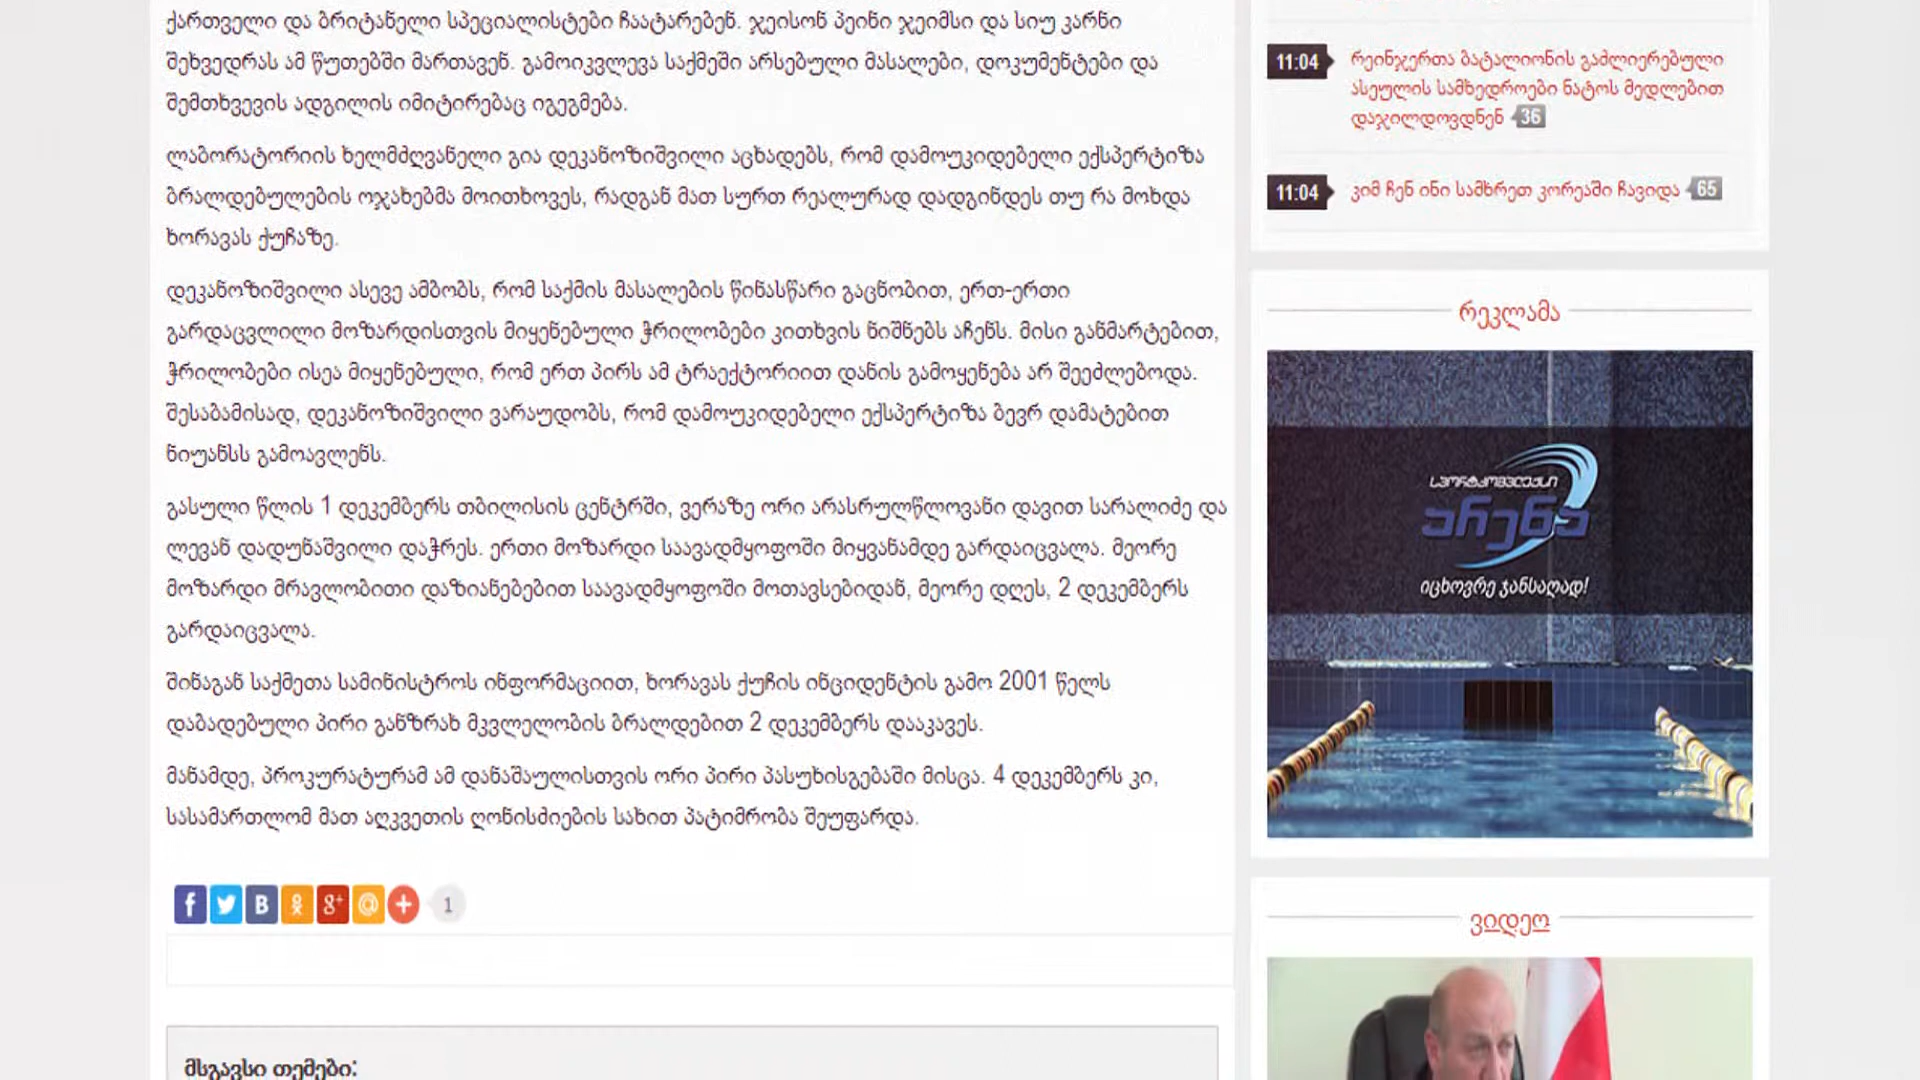 ქართველი და ბრიტანელი სპეციალისტები ჩაატარებენ. ჯეისონ პეინი ჯეიმსი და სიუ კარნი
შეხვედრას ამ წუთებში მართავენ. გამოიკვლევა საქმეში არსებული მასალები, დოკუმენტები და
შემთხვევის ადგილის იმიტირებაც იგეგმება.
ლაბორატორიის ხელმძღვანელი გია დეკანოზიშვილი აცხადებს, რომ დამოუკიდებელი ექსპერტიზა
ბრალდებულების ოჯახებმა მოითხოვეს, რადგან მათ სურთ რეალურად დადგინდეს თუ რა მოხდა
ხორავას ქუჩაზე.
დეკანოზიშვილი ასევე ამბობს, რომ საქმის მასალების წინასწარი გაცნობით, ერთ-ერთი
გარდაცვლილი მოზარდისთვის მიყენებული ჭრილობები კითხვის ნიშნებს აჩენს. მისი განმარტებით,
ჭრილობები ისეა მიყენებული, რომ ერთ პირს ამ ტრაექტორიით დანის გამოყენება არ შეეძლებოდა.
შესაბამისად, დეკანოზიშვილი ვარაუდობს, რომ დამოუკიდებელი ექსპერტიზა ბევრ დამატებით
ნიუანსს გამოავლენს.
გასული წლის 1 დეკემბერს თბილისის ცენტრში, ვერაზე ორი არასრულწლოვანი დავით სარალიძე და
ლევან დადუნაშვილი დაჭრეს. ერთი მოზარდი საავადმყოფოში მიყვანამდე გარდაიცვალა. მეორე
მოზარდი მრავლობითი დაზიანებებით საავადმყოფოში მოთავსებიდან, მეორე დღეს, 2 დეკემბერს
გარდაიცვალა.
შინაგან საქმეთა სამინისტროს ინფორმაციით, ხორავას ქუჩის ინციდენტის გამო 2001 წელს
დაბადებული პირი განზრახ მკვლელობის ბრალდებით 2 დეკემბერს დააკავეს.
მანამდე, პროკურატურამ ამ დანაშაულისთვის ორი პირი პასუხისგებაში მისცა. 4 დეკემბერს კი,
სასამართლომ მათ აღკვეთის ღონისძიების სახით პატიმრობა შეუფარდა.
1
მსგავსი თემები:
11:04 რეინჯერთა ბატალიონის გაძლიერებული
ასეულის სამხედროები ნატოს მედლებით
დაჯილდოვდნენ 36
11:04 კიმ ჩენ ინი სამხრეთ კორეაში ჩავიდა 65
რეკლამა
სპორტკომპლექსი
არენა
იცხოვრე ჯანსაღად!
ვიდეო